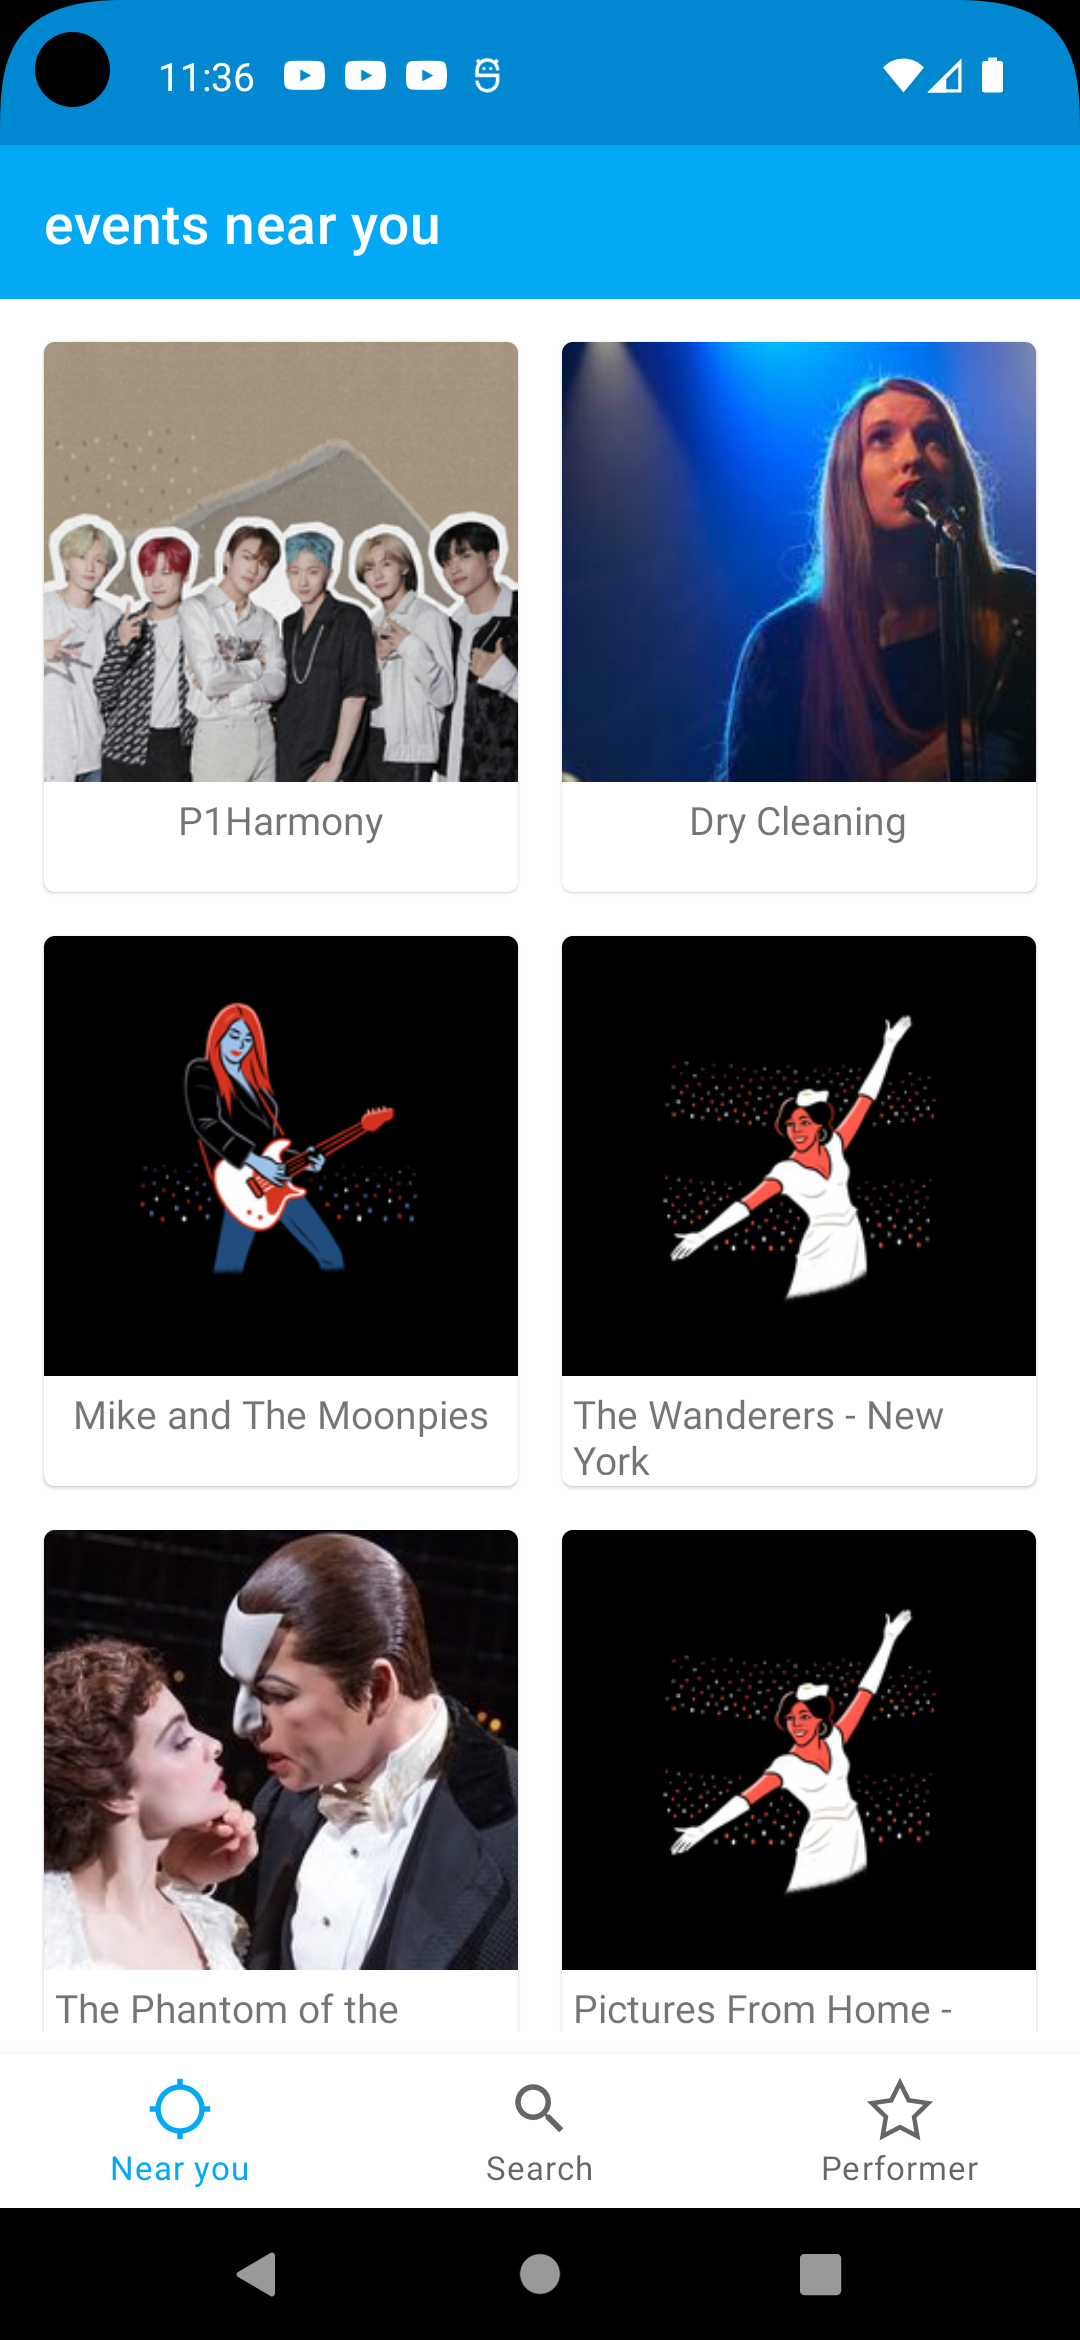 11:36
events near you
P1Harmony
Dry Cleaning
Mike and The Moonpies
The Wanderers - New
York
The Phantom of the
Pictures From Home -
Near you
Search
Performer